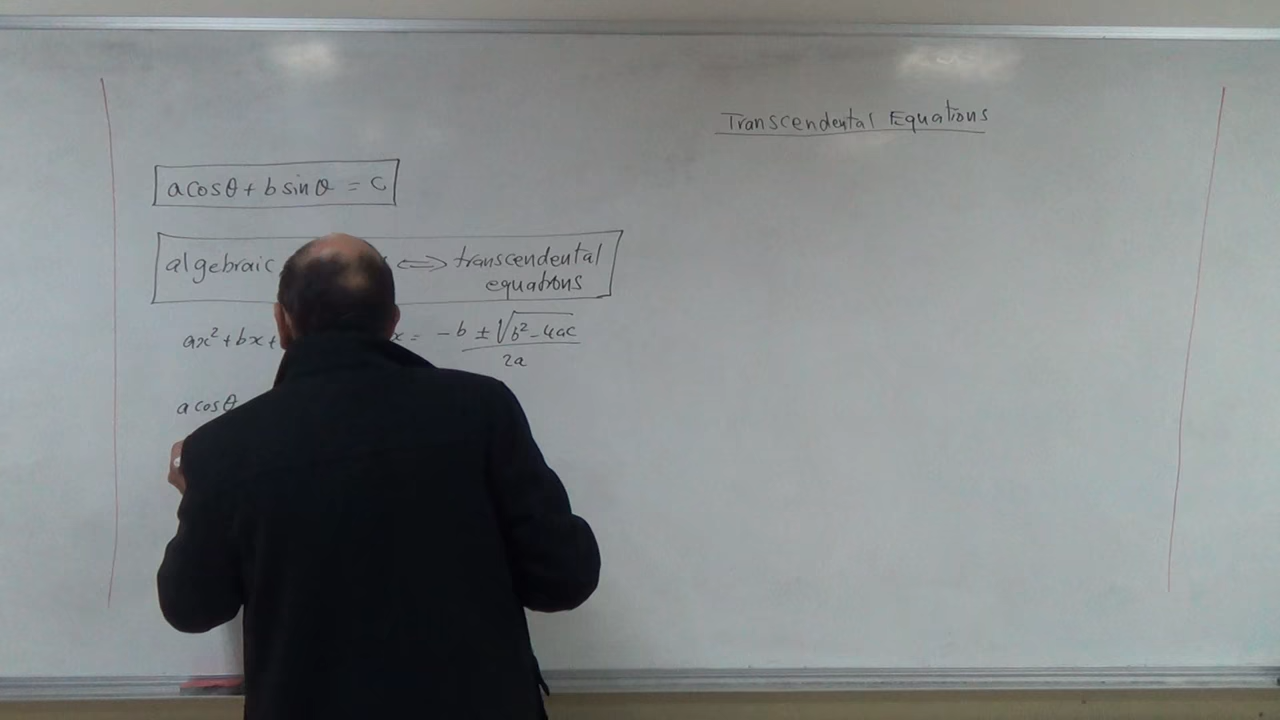 Transcendental Equations
a cosθ + b sinθ = c
algebraic ⇔ transcendental
equations
ax² + bx + x = -b ± √b² - 4ac
2a
a cosθ